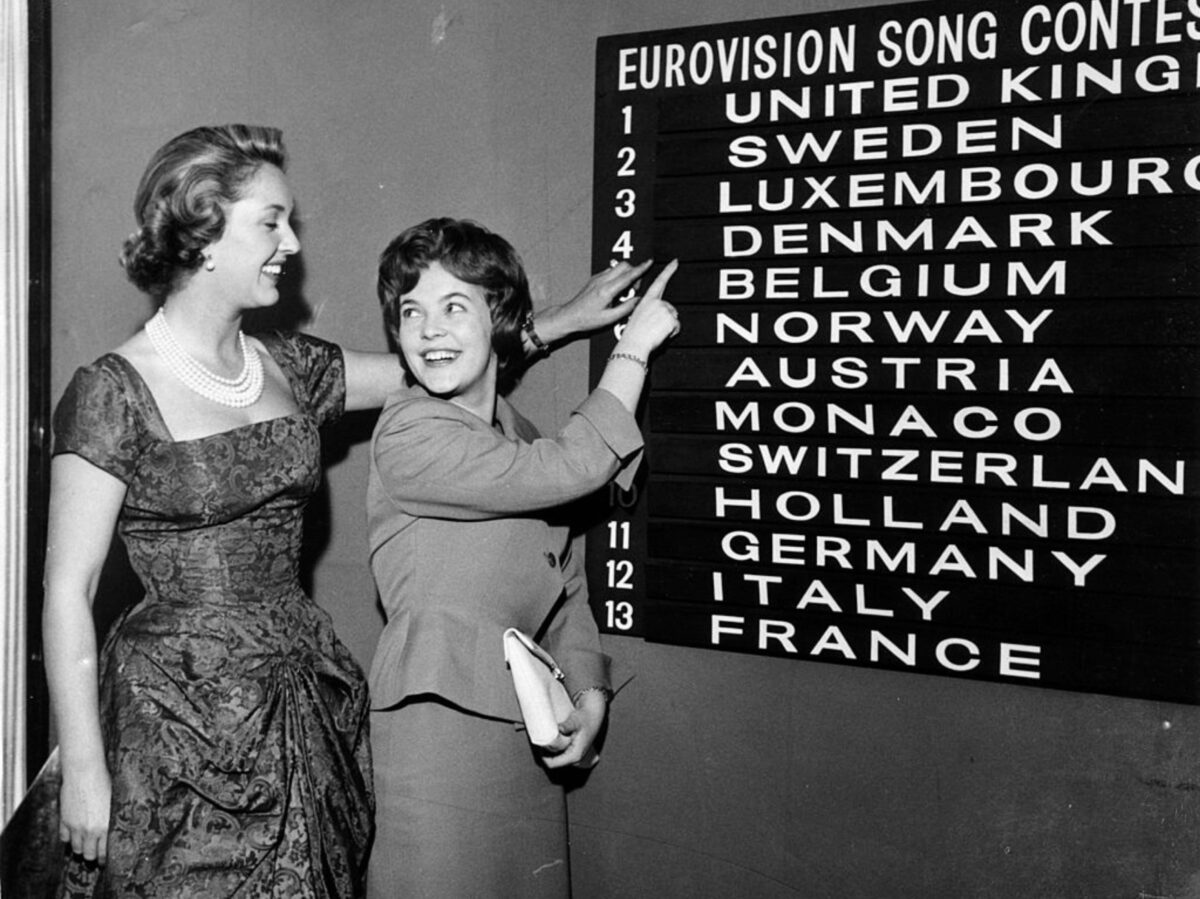 EUROVISION SONG CONTES
1 UNITED KING
2 SWEDEN
3 LUXEMBOURG
4 DENMARK
BELGIUM
NORWAY
AUSTRIA
MONACO
SWITZERLAN
10 HOLLAND
11 GERMANY
12 ITALY
13 FRANCE